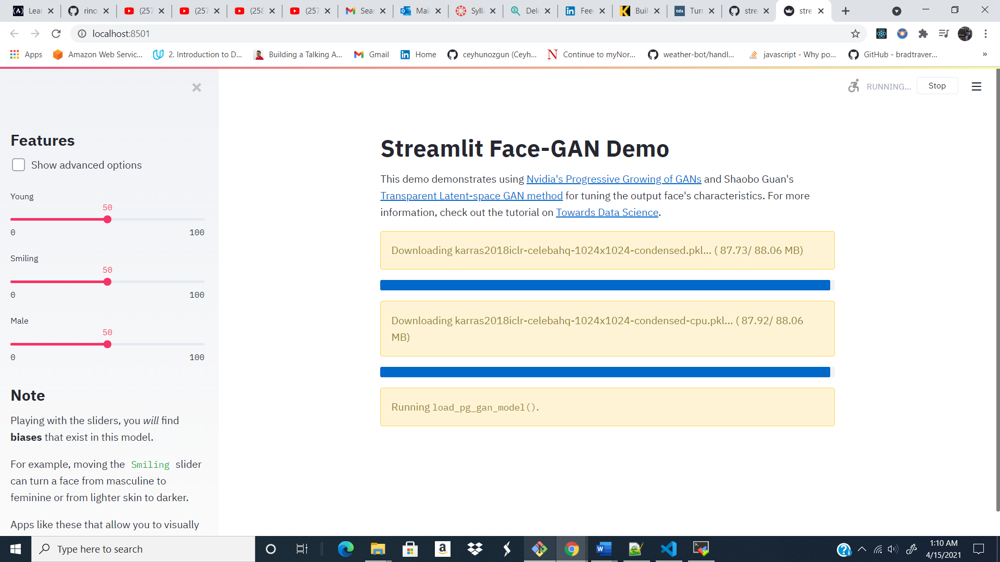 Lear
rino
(257
(257
(258
(257
Sear
Mail
Sylla
Dele
Feed
Buil
tds
Turn
stre
stre
localhost:8501
Apps
Amazon Web Servic...
2. Introduction to D...
Building a Talking A...
Gmail
Home
ceyhunozgun (Ceyh...
Continue to myNor...
weather-bot/handl...
javascript - Why po...
GitHub - bradtraver...
»
RUNNING...
Stop
Features
Show advanced options
Young
50
0 100
Smiling
50
0 100
Male
50
0 100
Note
Playing with the sliders, you will find
biases that exist in this model.
For example, moving the Smiling slider
can turn a face from masculine to
feminine or from lighter skin to darker.
Apps like these that allow you to visually
Streamlit Face-GAN Demo
This demo demonstrates using Nvidia's Progressive Growing of GANs and Shaobo Guan's
Transparent Latent-space GAN method for tuning the output face's characteristics. For more
information, check out the tutorial on Towards Data Science.
Downloading karras2018iclr-celebahq-1024x1024-condensed.pkl... ( 87.73/ 88.06 MB)
Downloading karras2018iclr-celebahq-1024x1024-condensed-cpu.pkl... ( 87.92/ 88.06
MB)
Running load_pg_gan_model().
Type here to search
1:10 AM
4/15/2021